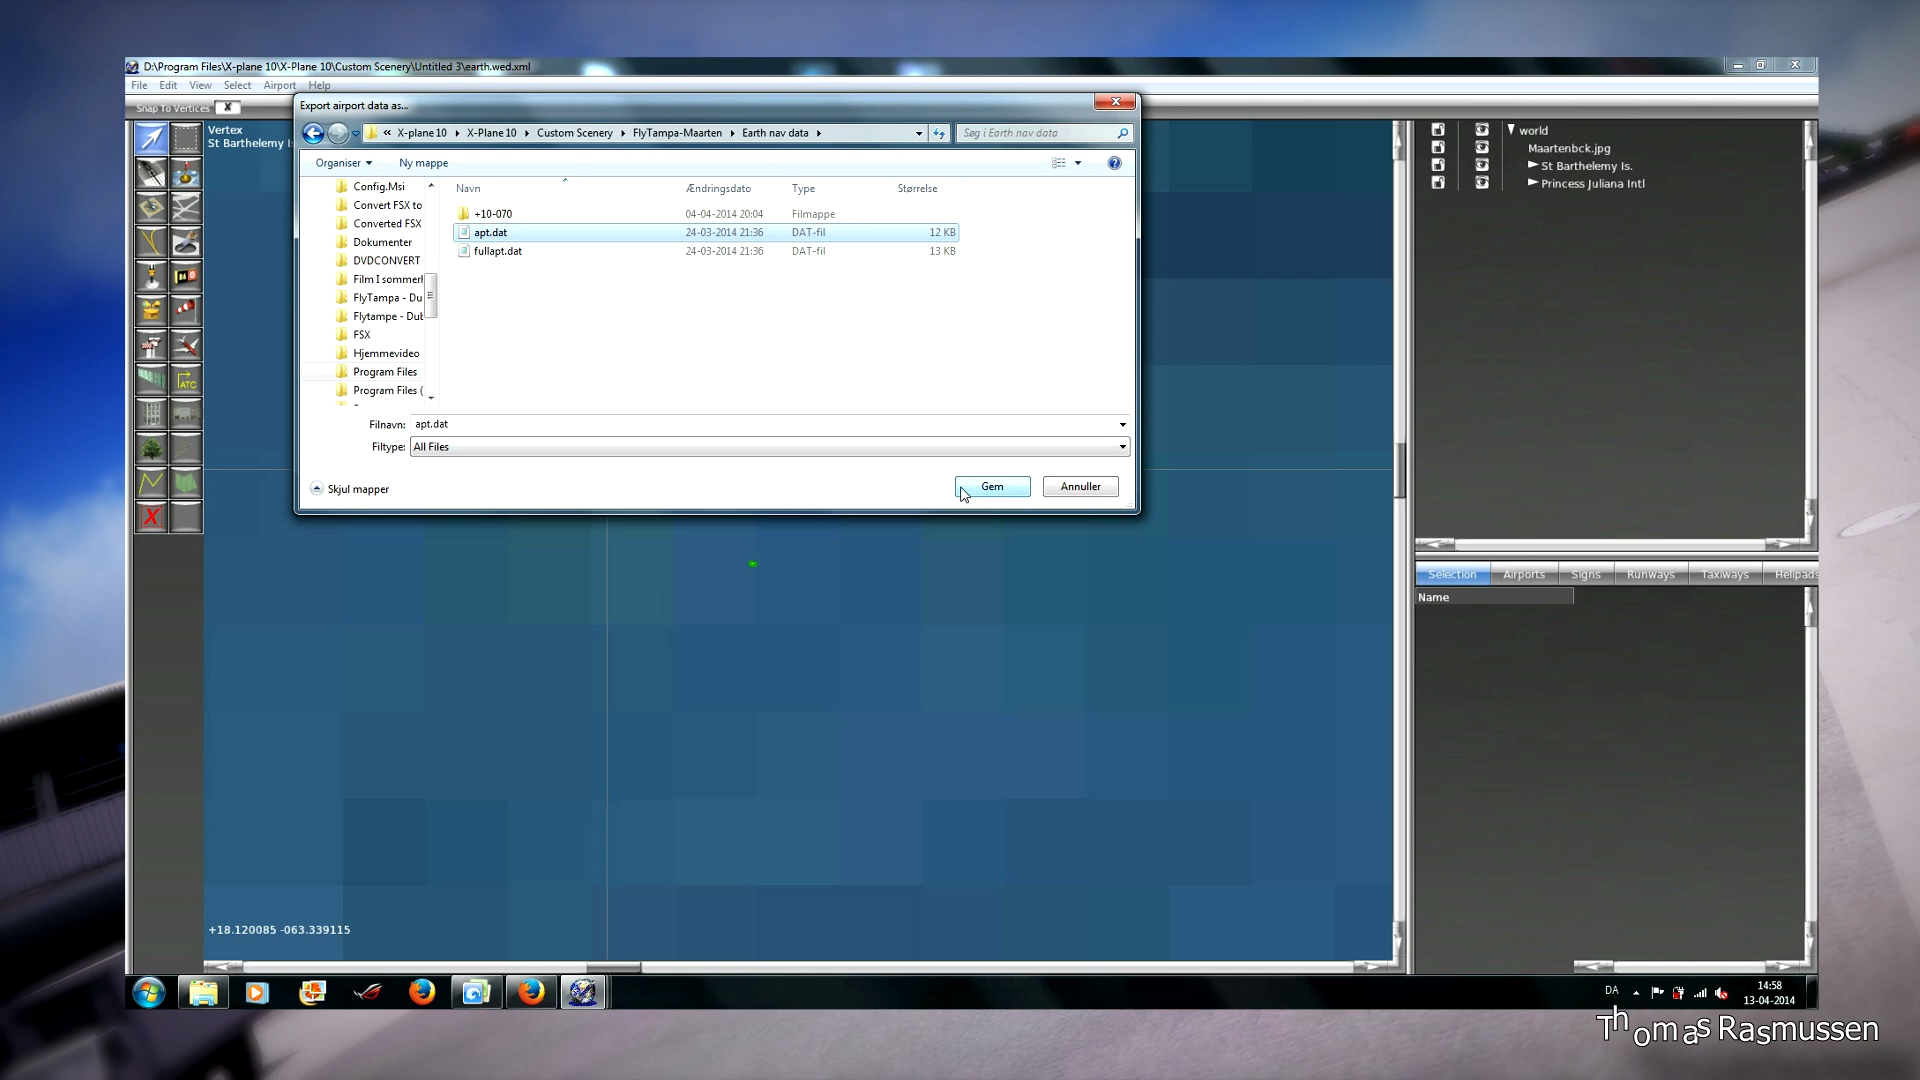 D:\Program Files\X-plane 10\X-Plane 10\Custom Scenery\Untitled 3\earth.wed.xml
File Edit View Select Airport Help
Snap To Vertices X
Vertex
St Barthelemy I
Export airport data as...
« X-plane 10 X-Plane 10 Custom Scenery FlyTampa-Maarten Earth nav data
Søg i Earth nav data
Organiser Ny mappe
Navn Ændringsdato Type Størrelse
+10-070 04-04-2014 20:04 Filmappe
apt.dat 24-03-2014 21:36 DAT-fil 12 KB
fullapt.dat 24-03-2014 21:36 DAT-fil 13 KB
Config.Msi
Convert FSX to
Converted FSX
Dokumenter
DVDCONVERT
Film I sommerh
FlyTampa - Du
Flytampe - Dub
FSX
Hjemmevideo
Program Files
Program Files (
Filnavn: apt.dat
Filtype: All Files
Skjul mapper
Gem Annuller
ATC
world
Maartenbck.jpg
St Barthelemy Is.
Princess Juliana Intl
Selection Airports Signs Runways Taxiways Helipads
Name
+18.120085 -063.339115
DA
14:58
13-04-2014
Thomas Rasmussen